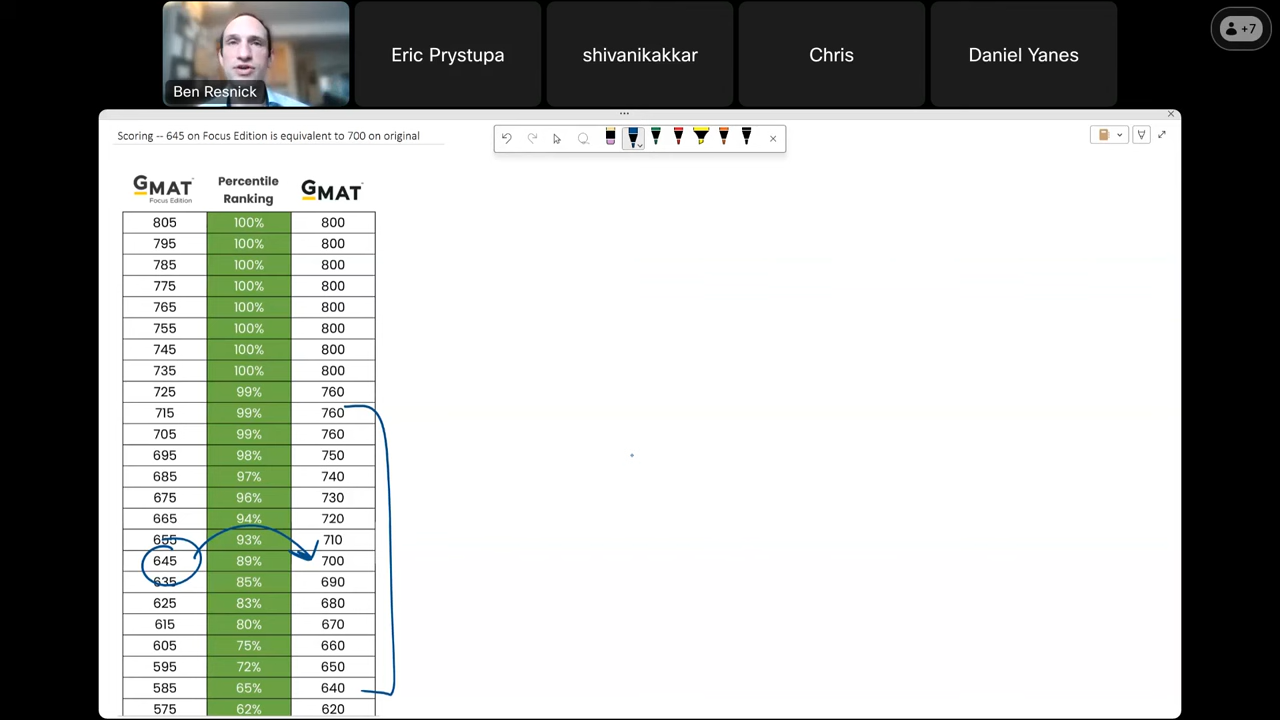 +7
Eric Prystupa
shivanikakkar
Chris
Daniel Yanes
Ben Resnick
Scoring -- 645 on Focus Edition is equivalent to 700 on original
GMAT Percentile Ranking GMAT
Focus Edition
805 100% 800
795 100% 800
785 100% 800
775 100% 800
765 100% 800
755 100% 800
745 100% 800
735 100% 800
725 99% 760
715 99% 760
705 99% 760
695 98% 750
685 97% 740
675 96% 730
665 94% 720
655 93% 710
645 89% 700
635 85% 690
625 83% 680
615 80% 670
605 75% 660
595 72% 650
585 65% 640
575 62% 620